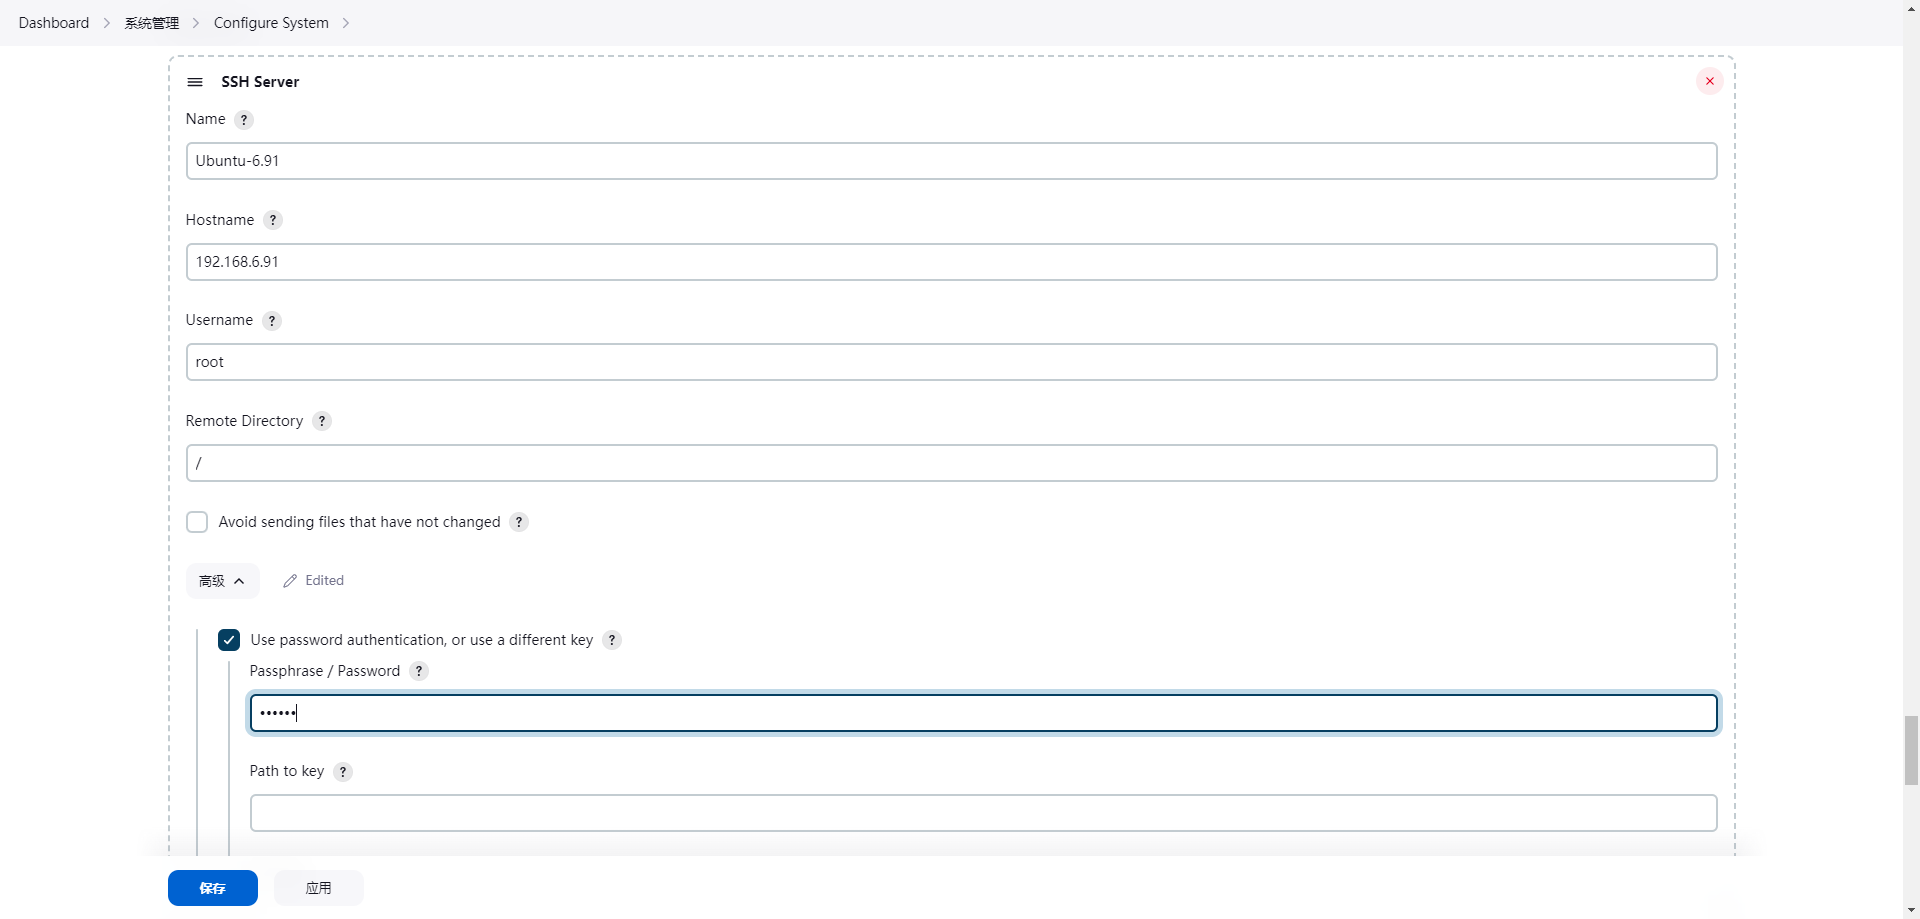 Dashboard > 系统管理 > Configure System >
SSH Server
Name ?
Ubuntu-6.91
Hostname ?
192.168.6.91
Username ?
root
Remote Directory ?
/
Avoid sending files that have not changed ?
高级 Edited
Use password authentication, or use a different key ?
Passphrase / Password ?
••••••
Path to key ?
保存 应用